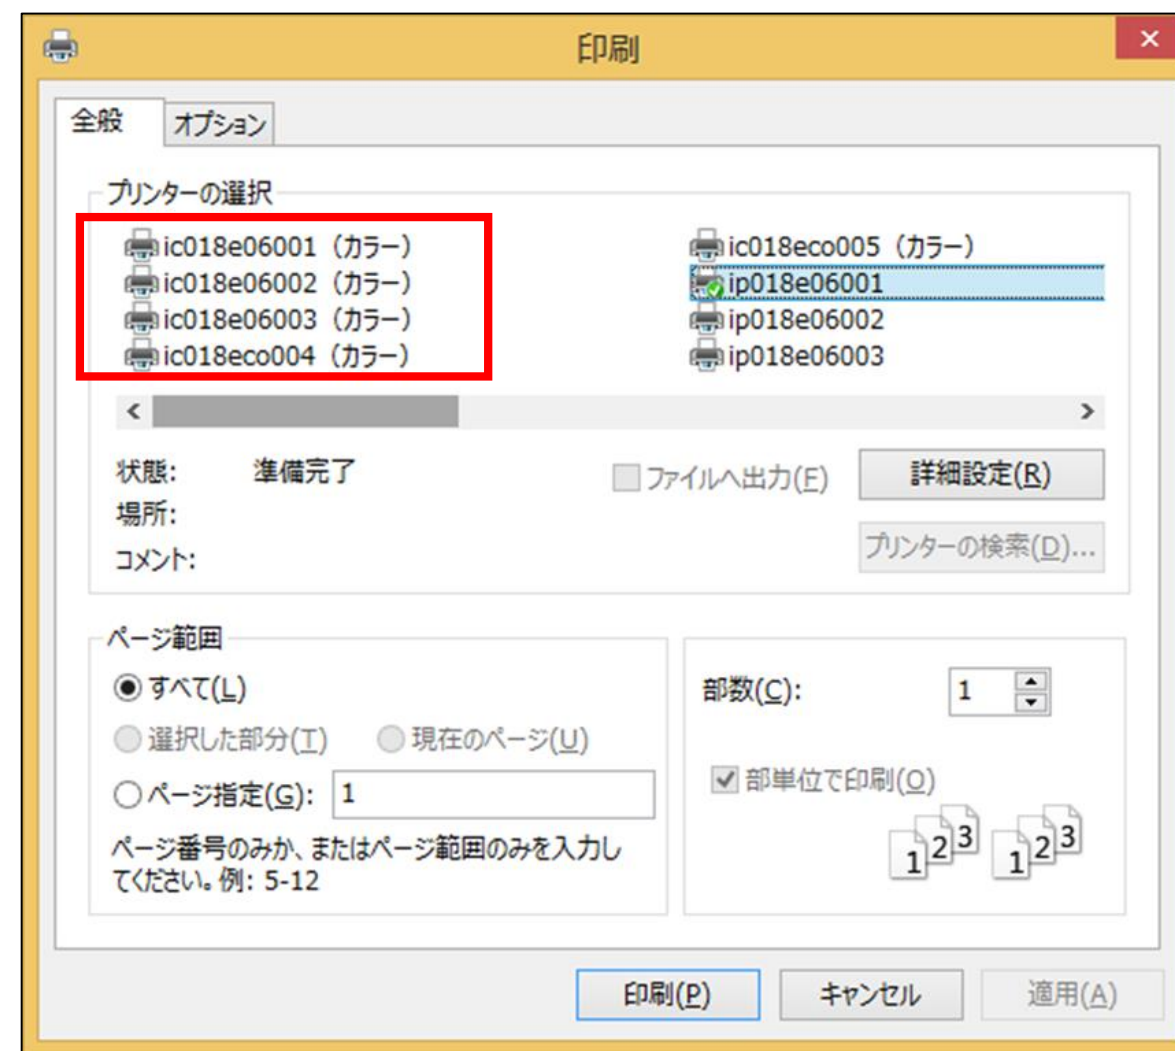 印刷
全般
オプション
プリンターの選択
ic018e06001（カラー）
ic018e06002（カラー）
ic018e06003（カラー）
ic018eco004（カラー）
ic018eco005（カラー）
ip018e06001
ip018e06002
ip018e06003
状態: 準備完了
場所:
コメント:
ファイルへ出力(F)
詳細設定(R)
プリンターの検索(D)...
ページ範囲
すべて(L)
選択した部分(T) 現在のページ(U)
ページ指定(G): 1
ページ番号のみか、またはページ範囲のみを入力し
てください。例: 5-12
部数(C): 1
部単位で印刷(O)
1 2 3 1 2 3
印刷(P) キャンセル 適用(A)